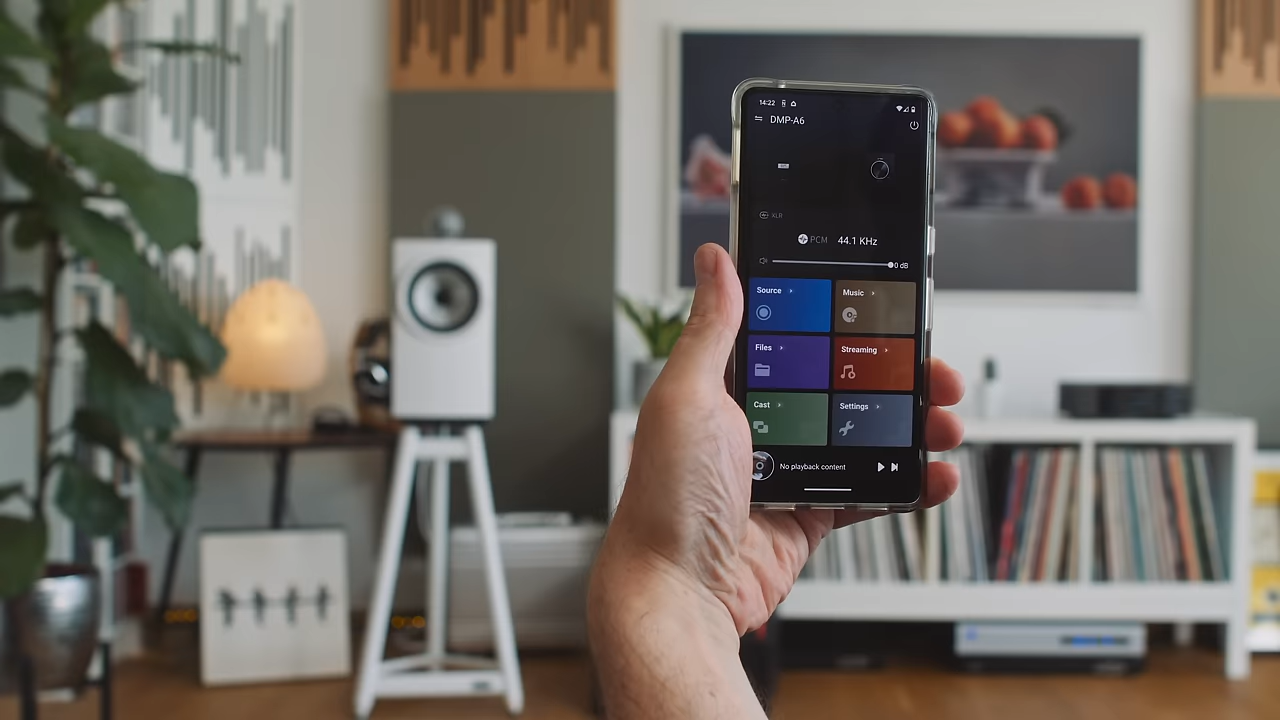 14:22
DMP-A6
XLR
PCM 44.1 KHz
0 dB
Source
Music
Files
Streaming
Cast
Settings
No playback content